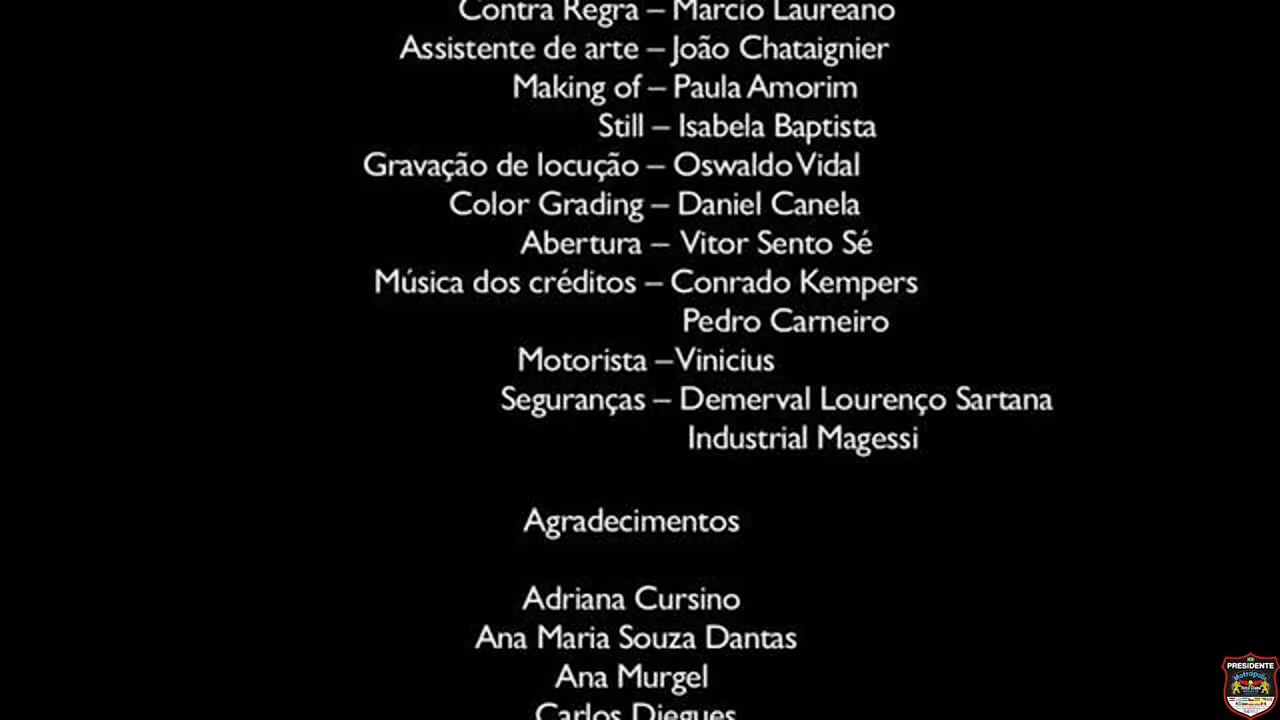 Contra Regra – Marcio Laureano
Assistente de arte – João Chataignier
Making of – Paula Amorim
Still – Isabela Baptista
Gravação de locução – Oswaldo Vidal
Color Grading – Daniel Canela
Abertura – Vitor Sento Sé
Música dos créditos – Conrado Kempers
Pedro Carneiro
Motorista – Vinicius
Seguranças – Demerval Lourenço Sartana
Industrial Magessi
Agradecimentos
Adriana Cursino
Ana Maria Souza Dantas
Ana Murgel
Carlos Diegues
PRESIDENTE
Metrópolis